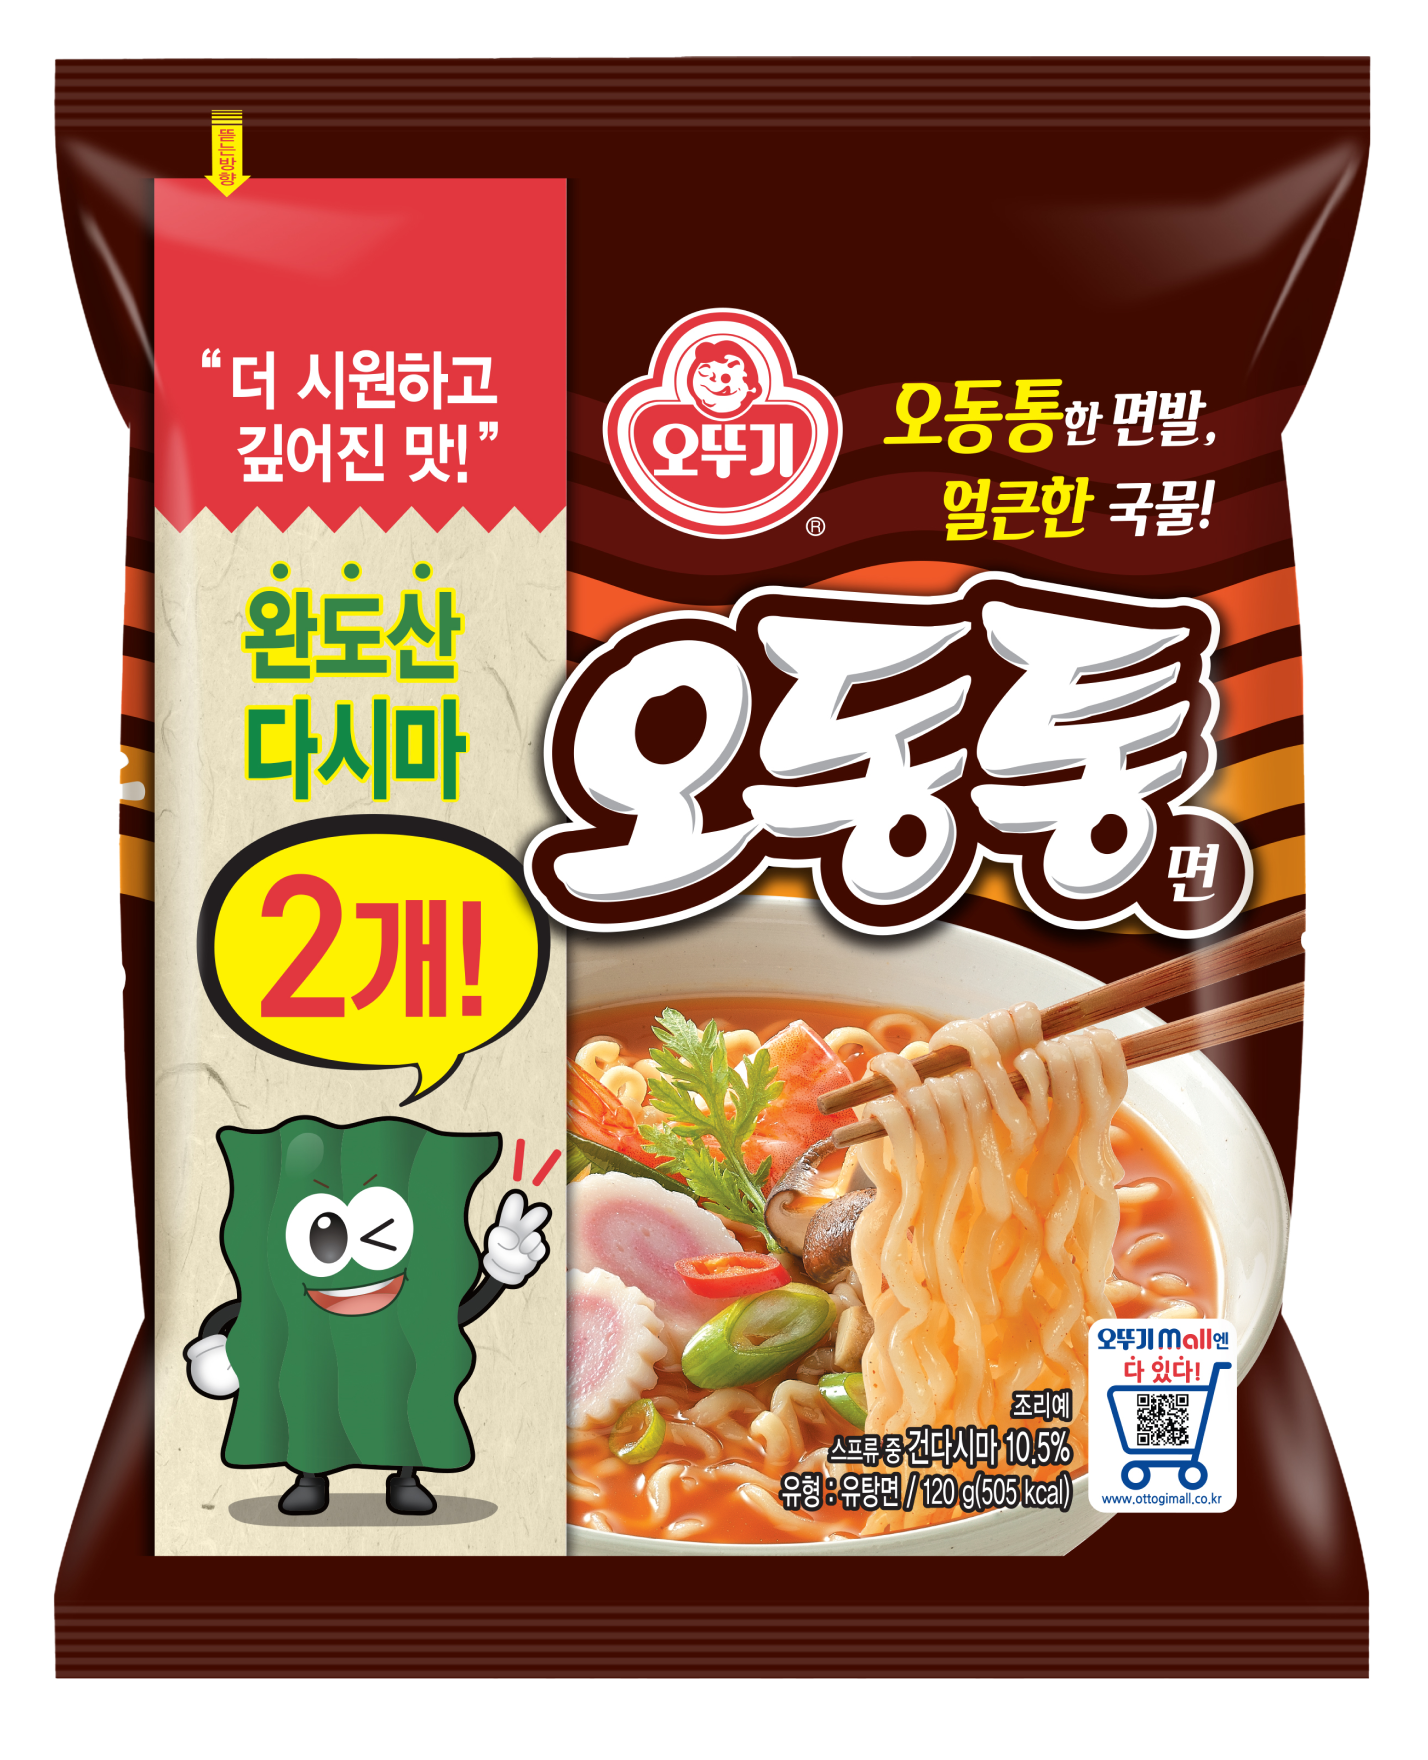 뜯는방향
“더 시원하고
깊어진 맛!”
완도산
다시마
2개!
오뚜기
®
오동통한 면발,
얼큰한 국물!
오동통
면
조리예
스프류 중 건다시마 10.5%
유형 : 유탕면 / 120 g(505 kcal)
오뚜기mall엔
다 있다!
www.ottogimall.co.kr